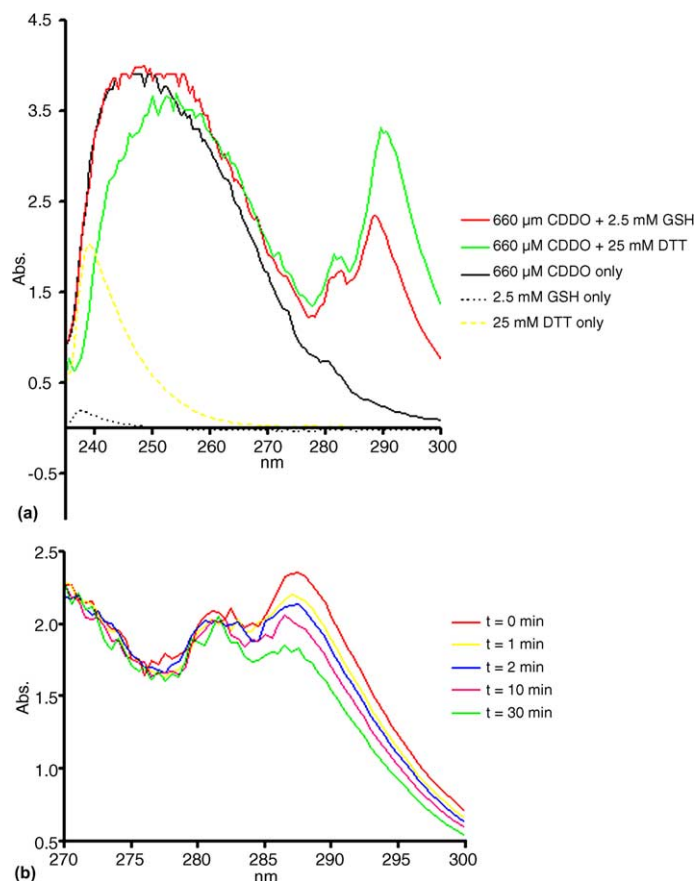 4.5
3.5
2.5
1.5
0.5
-0.5
Abs.
240 250 260 270 280 290 300
nm
660 µm CDDO + 2.5 mM GSH
660 µM CDDO + 25 mM DTT
660 µM CDDO only
2.5 mM GSH only
25 mM DTT only
(a)
2.5
2.0
1.5
1.0
0.5
Abs.
270 275 280 285 290 295 300
nm
t = 0 min
t = 1 min
t = 2 min
t = 10 min
t = 30 min
(b)